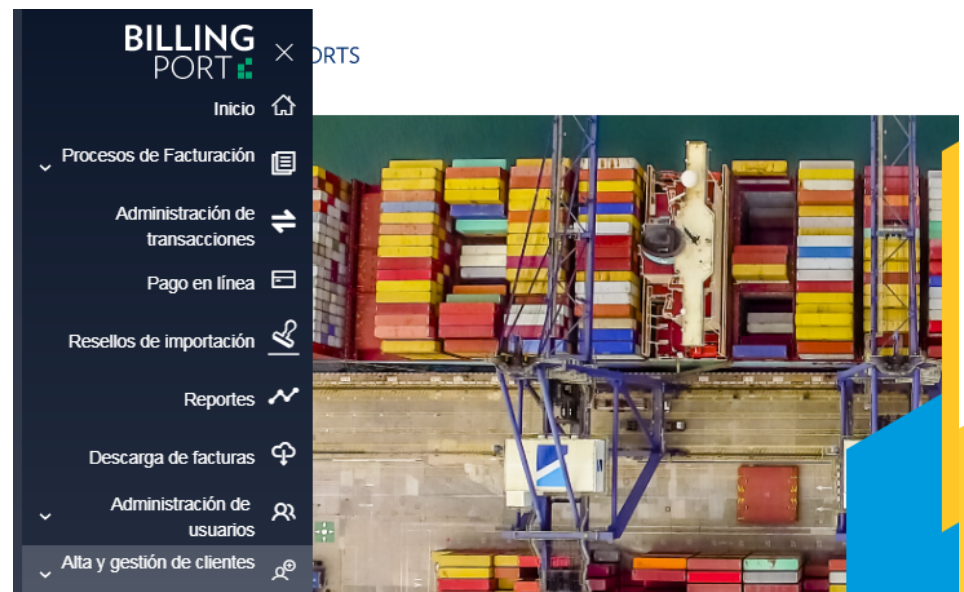 BILLING
PORT
ORTS
Inicio
Procesos de Facturación
Administración de
transacciones
Pago en línea
Resellos de importación
Reportes
Descarga de facturas
Administración de
usuarios
Alta y gestión de clientes